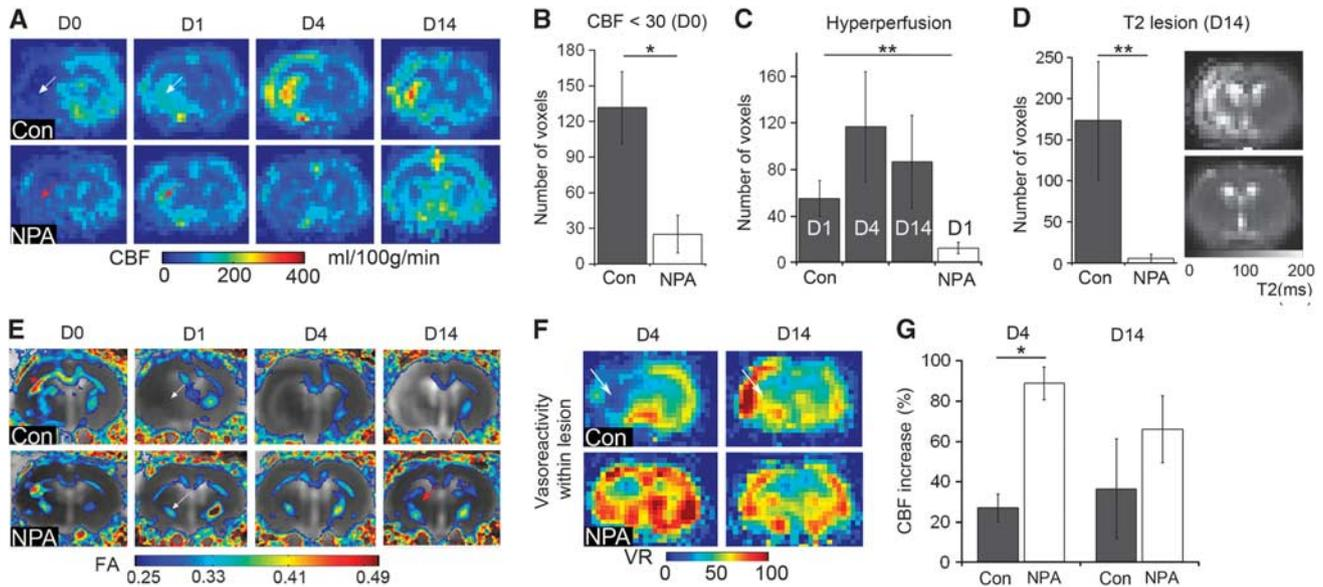 A
D0 D1 D4 D14
Con
NPA
CBF 0 200 400 ml/100g/min
B
CBF < 30 (D0)
Number of voxels
180
150
120
90
60
30
0
*
Con NPA
C
Hyperperfusion
Number of voxels
160
120
80
40
0
**
D1 D4 D14 D1
Con NPA
D
T2 lesion (D14)
Number of voxels
250
200
150
100
50
0
**
Con NPA
0 100 200
T2(ms)
E
D0 D1 D4 D14
Con
NPA
FA
0.25 0.33 0.41 0.49
F
D4 D14
Vasoreactivity
within lesion
Con
NPA
VR
0 50 100
G
D4 D14
CBF increase (%)
100
80
60
40
20
0
*
Con NPA Con NPA